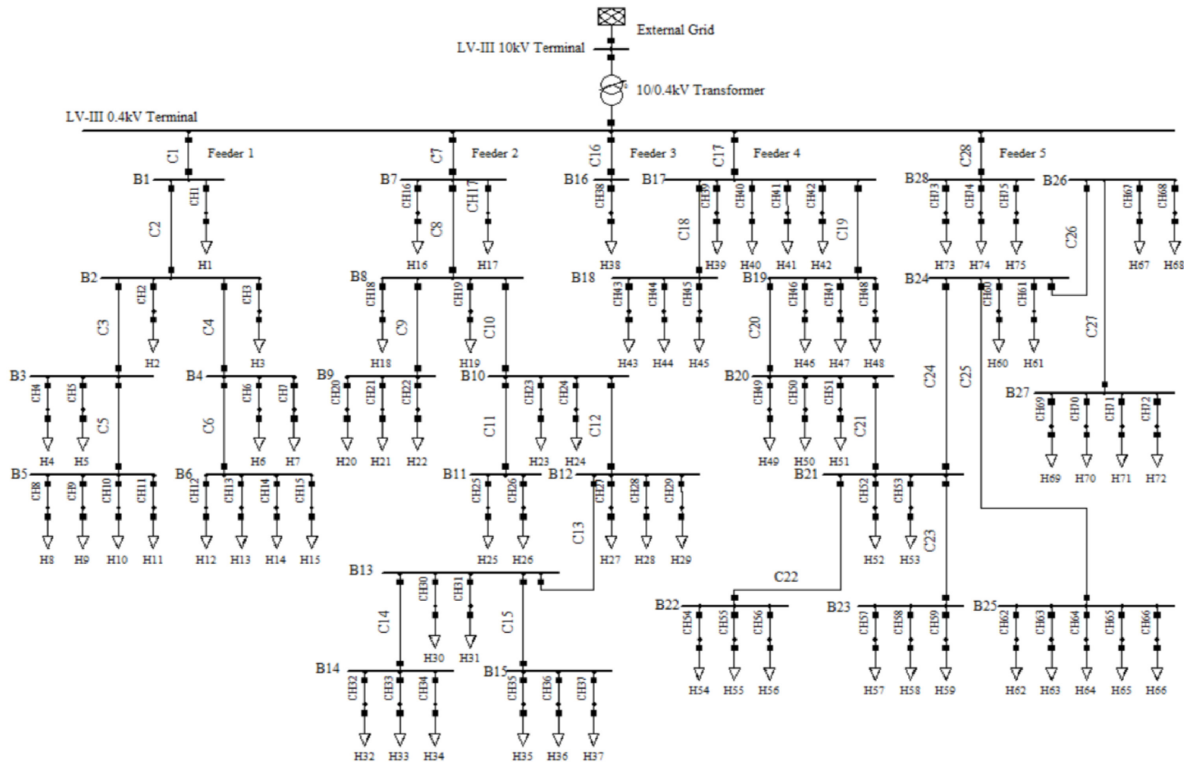 External Grid
LV-III 10kV Terminal
10/0.4kV Transformer
LV-III 0.4kV Terminal
C1 Feeder 1 C7 Feeder 2 C16 Feeder 3 C17 Feeder 4 C28 Feeder 5
B1 CH1 B7 CH16 CH17 B16 CH38 B17 CH39 CH40 CH41 CH42 B28 CH73 CH74 CH75 B26 CH67 CH68
C2 C8 C18 C19 C26
H1 H16 H17 H38 H39 H40 H41 H42 H73 H74 H75 H67 H68
B2 CH2 CH3 B8 CH18 CH19 B18 CH43 CH44 CH45 B19 CH46 CH47 CH48 B24 CH60 CH61
C3 C4 C9 C10 C20 C24 C25 C27
H2 H3 H18 H19 H43 H44 H45 H46 H47 H48 H60 H61
B3 CH4 CH5 B4 CH6 CH7 B9 CH20 CH21 CH22 B10 CH23 CH24 B20 CH49 CH50 CH51 B27 CH69 CH70 CH71 CH72
C5 C6 C11 C12 C21
H4 H5 H6 H7 H20 H21 H22 H23 H24 H49 H50 H51 H69 H70 H71 H72
B5 CH8 CH9 CH10 CH11 B6 CH12 CH13 CH14 CH15 B11 CH25 CH26 B12 CH27 CH28 CH29 B21 CH52 CH53
C13 C23
H8 H9 H10 H11 H12 H13 H14 H15 H25 H26 H27 H28 H29 H52 H53
B13 CH30 CH31 C22
C14 C15 B22 CH54 CH55 CH56 B23 CH57 CH58 CH59 B25 CH62 CH63 CH64 CH65 CH66
H30 H31
B14 CH32 CH33 CH34 B15 CH35 CH36 CH37 H54 H55 H56 H57 H58 H59 H62 H63 H64 H65 H66
H32 H33 H34 H35 H36 H37